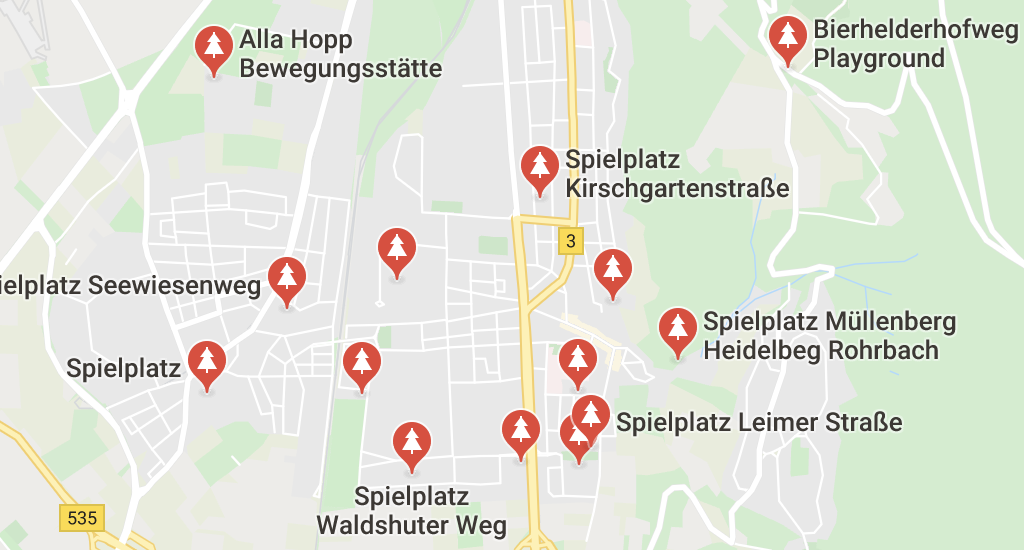 Bierhelderhofweg
Playground
Alla Hopp
Bewegungsstätte
Spielplatz
Kirschgartenstraße
3
ielplatz Seewiesenweg
Spielplatz Müllenberg
Heidelbeg Rohrbach
Spielplatz
Spielplatz Leimer Straße
Spielplatz
Waldshuter Weg
535